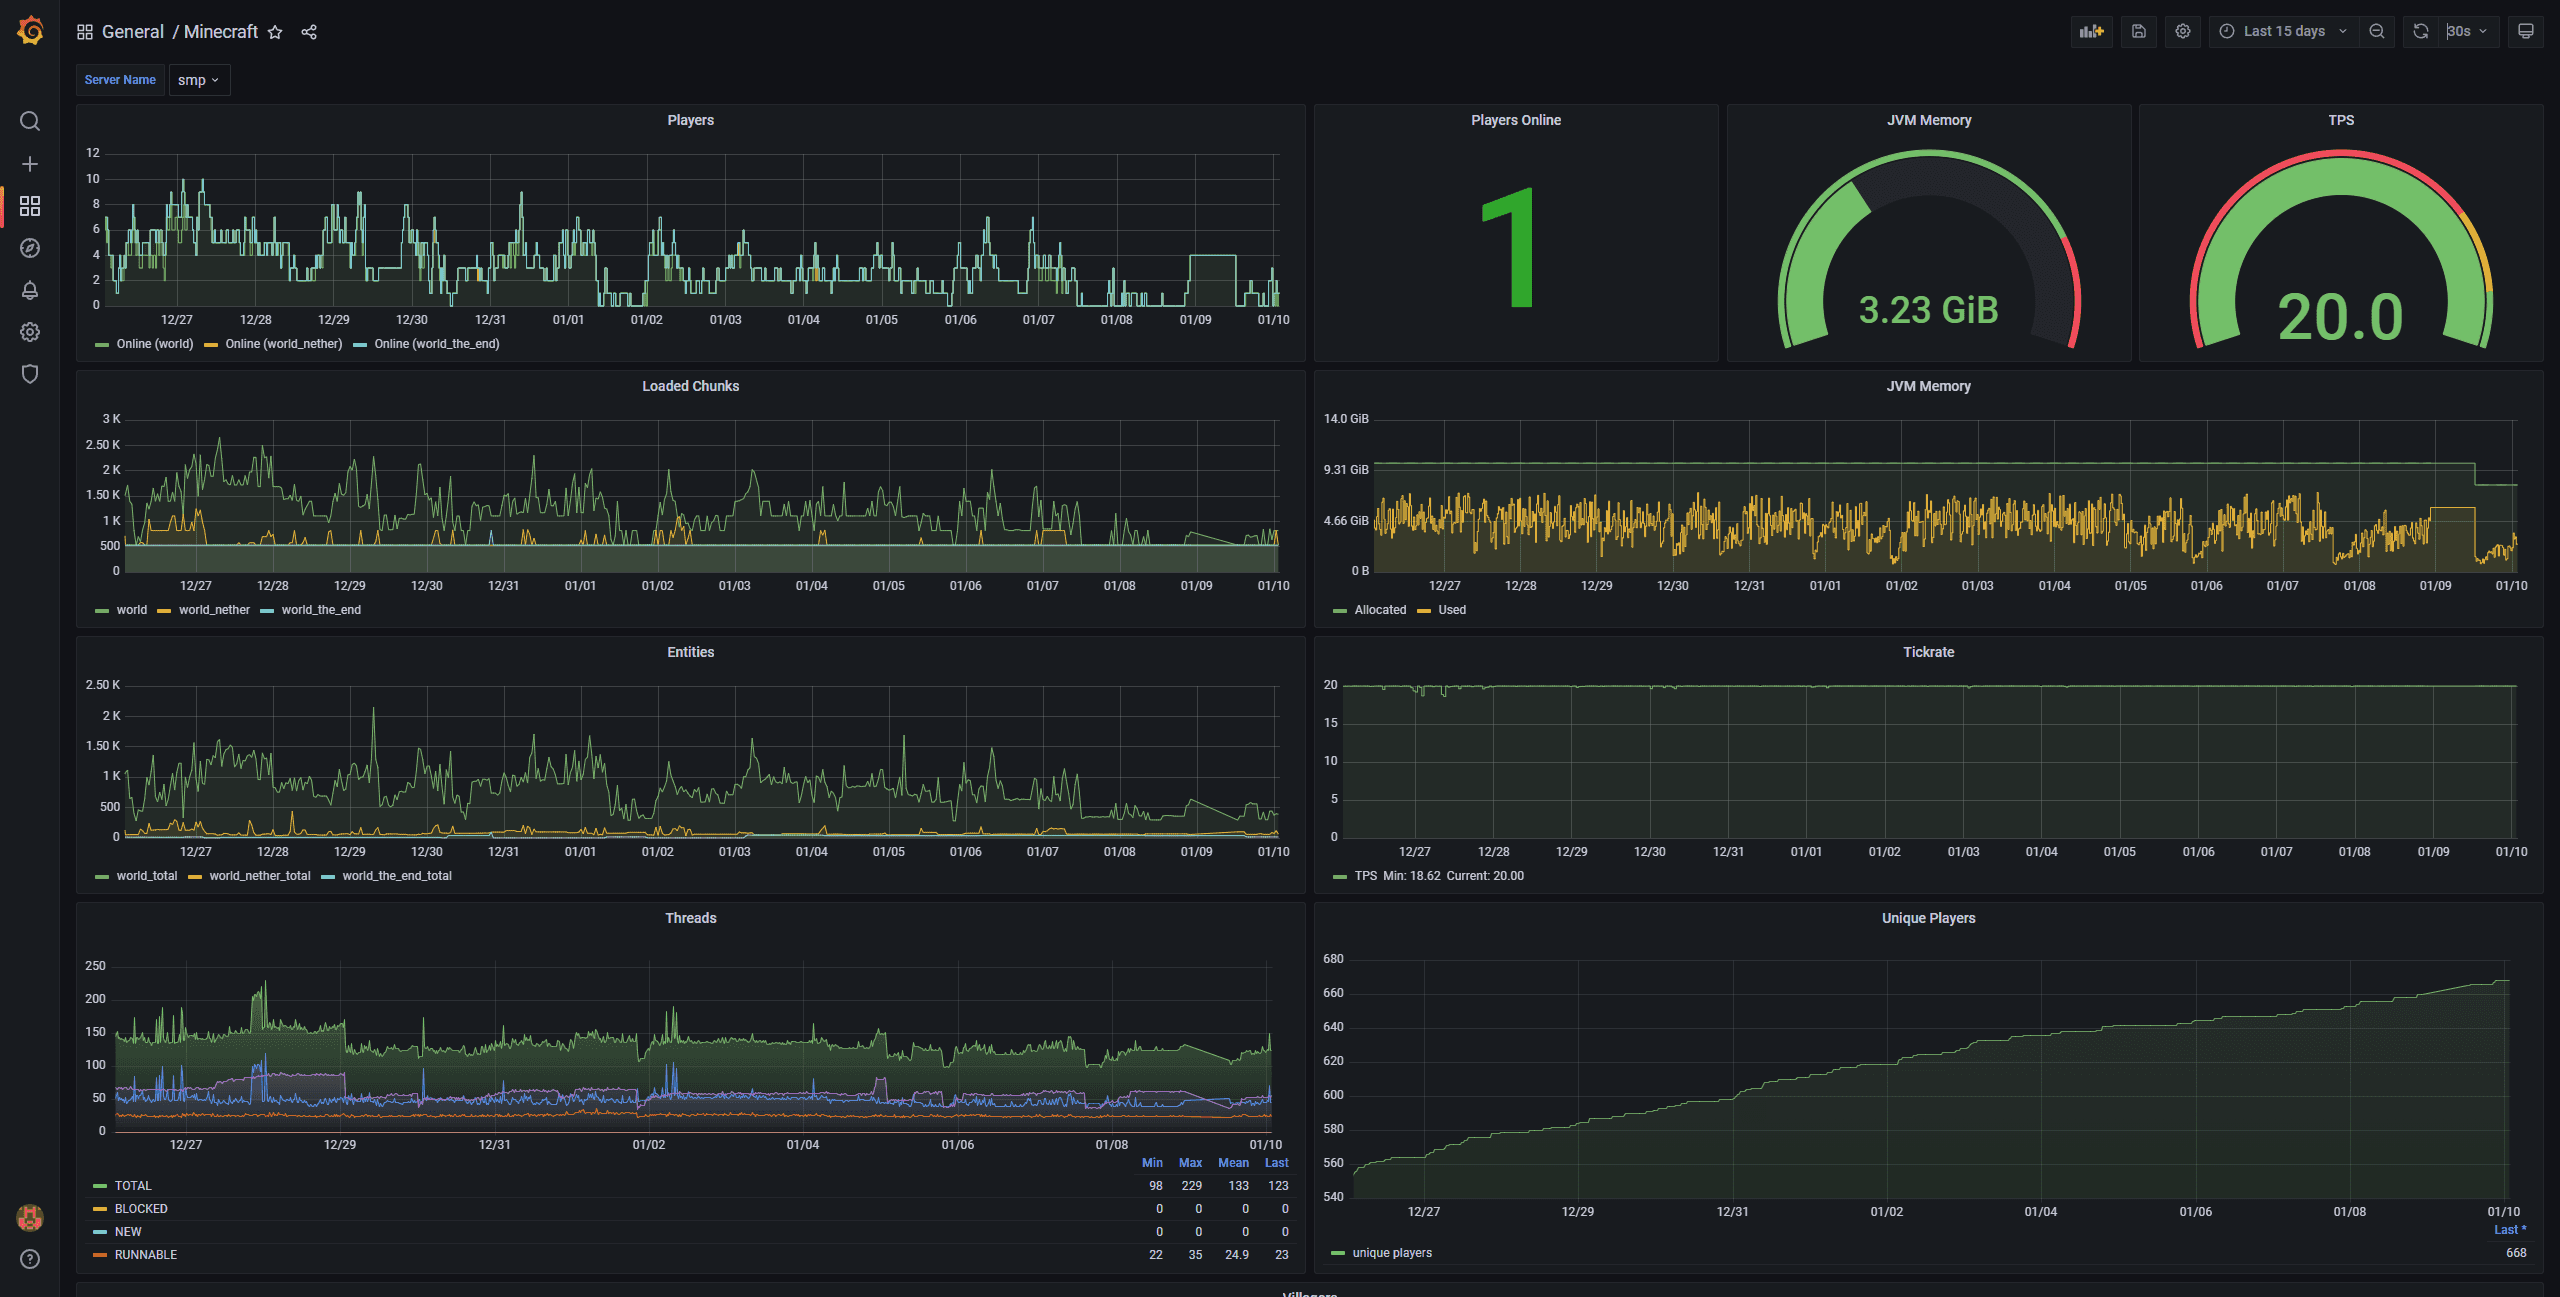 General / Minecraft
Last 15 days
30s
Server Name smp
Players
12
10
8
6
4
2
0
12/27 12/28 12/29 12/30 12/31 01/01 01/02 01/03 01/04 01/05 01/06 01/07 01/08 01/09 01/10
Online (world) Online (world_nether) Online (world_the_end)
Players Online
1
JVM Memory
3.23 GiB
TPS
20.0
Loaded Chunks
3 K
2.50 K
2 K
1.50 K
1 K
500
0
12/27 12/28 12/29 12/30 12/31 01/01 01/02 01/03 01/04 01/05 01/06 01/07 01/08 01/09 01/10
world world_nether world_the_end
JVM Memory
14.0 GiB
9.31 GiB
4.66 GiB
0 B
12/27 12/28 12/29 12/30 12/31 01/01 01/02 01/03 01/04 01/05 01/06 01/07 01/08 01/09 01/10
Allocated Used
Entities
2.50 K
2 K
1.50 K
1 K
500
0
12/27 12/28 12/29 12/30 12/31 01/01 01/02 01/03 01/04 01/05 01/06 01/07 01/08 01/09 01/10
world_total world_nether_total world_the_end_total
Tickrate
20
15
10
5
0
12/27 12/28 12/29 12/30 12/31 01/01 01/02 01/03 01/04 01/05 01/06 01/07 01/08 01/09 01/10
TPS Min: 18.62 Current: 20.00
Threads
250
200
150
100
50
0
12/27 12/29 12/31 01/02 01/04 01/06 01/08 01/10
Min Max Mean Last
TOTAL 98 229 133 123
BLOCKED 0 0 0 0
NEW 0 0 0 0
RUNNABLE 22 35 24.9 23
Unique Players
680
660
640
620
600
580
560
540
12/27 12/29 12/31 01/02 01/04 01/06 01/08 01/10
Last *
unique players 668